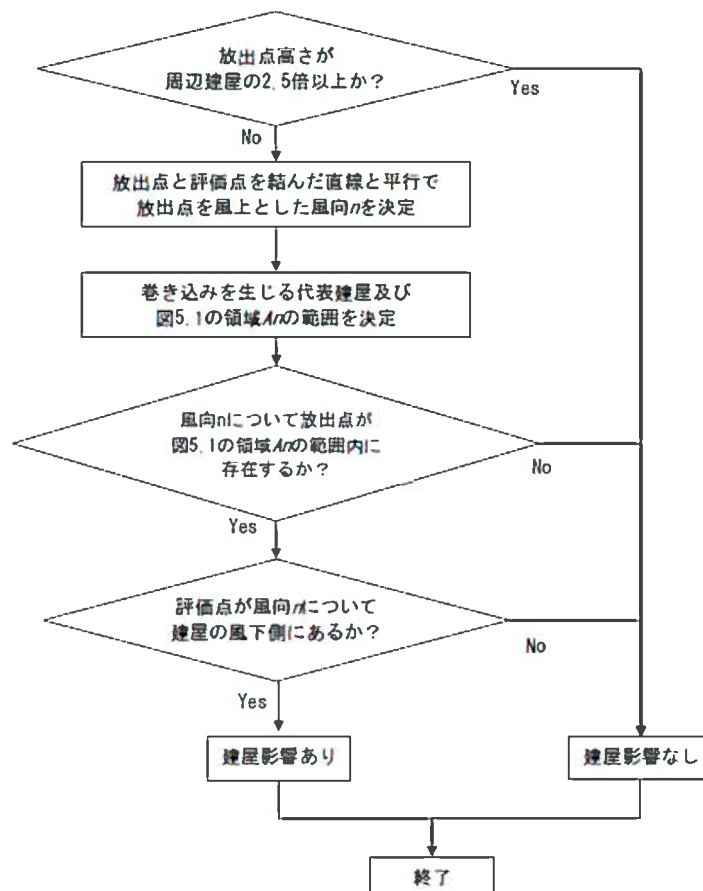 放出点高さが
周辺建屋の2.5倍以上か？
Yes
No
放出点と評価点を結んだ直線と平行で
放出点を風上とした風向nを決定
巻き込みを生じる代表建屋及び
図5.1の領域Anの範囲を決定
風向nについて放出点が
図5.1の領域Anの範囲内に
存在するか？
No
Yes
評価点が風向nについて
建屋の風下側にあるか？
No
Yes
建屋影響あり
建屋影響なし
終了